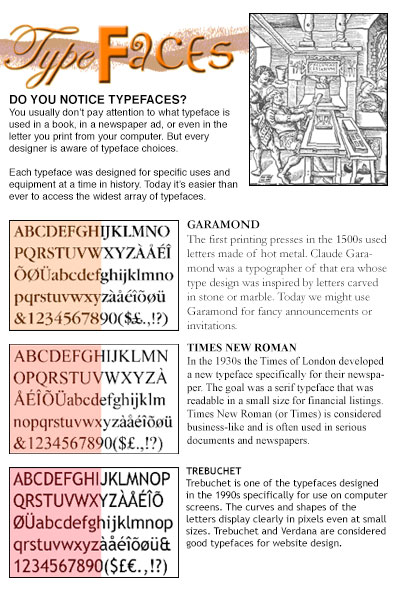 Type Faces
DO YOU NOTICE TYPEFACES?
You usually don't pay attention to what typeface is
used in a book, in a newspaper ad, or even in the
letter you print from your computer. But every
designer is aware of typeface choices.
Each typeface was designed for specific uses and
equipment at a time in history. Today it's easier than
ever to access the widest array of typefaces.
ABCDEFGHIJKLMNO
PQRSTUVWXYZÀÅÉÎ
ÕØÜabcdefghijklmno
pqrstuvwxyzàåéîõøü
&1234567890($£.,!?)
GARAMOND
The first printing presses in the 1500s used
letters made of hot metal. Claude Gara-
mond was a typographer of that era whose
type design was inspired by letters carved
in stone or marble. Today we might use
Garamond for fancy announcements or
invitations.
ABCDEFGHIJKLMN
OPQRSTUVWXYZÀ
ÅÉÎÕØÜabcdefghijklm
nopqrstuvwxyzàåéîõøü
&1234567890($£.,!?)
TIMES NEW ROMAN
In the 1930s the Times of London developed
a new typeface specifically for their newspa-
per. The goal was a serif typeface that was
readable in a small size for financial listings.
Times New Roman (or Times) is considered
business-like and is often used in serious
documents and newspapers.
ABCDEFGHIJKLMNOP
QRSTUVWXYZÀÅÉÎÕ
ØÜabcdefghijklmnop
qrstuvwxyzàåéîõøü&
1234567890($£€.,!?)
TREBUCHET
Trebuchet is one of the typefaces designed
in the 1990s specifically for use on computer
screens. The curves and shapes of the
letters display clearly in pixels even at small
sizes. Trebuchet and Verdana are considered
good typefaces for website design.